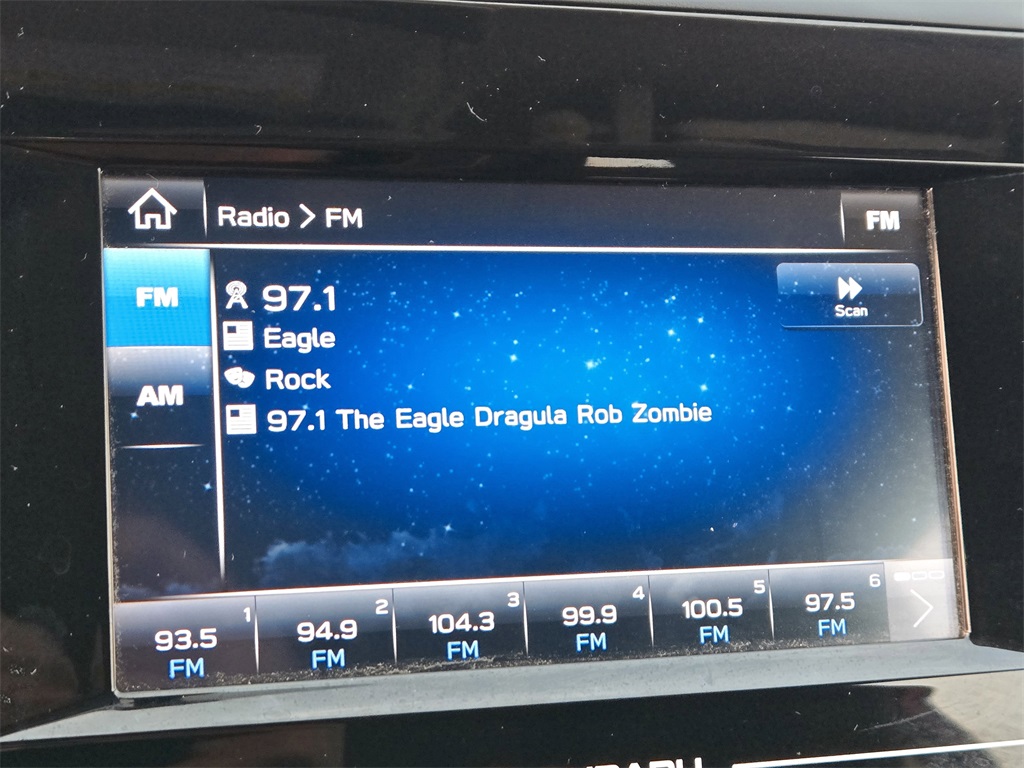 Radio > FM
FM
FM
97.1
Scan
Eagle
Rock
AM
97.1 The Eagle Dragula Rob Zombie
1
93.5
FM
2
94.9
FM
3
104.3
FM
4
99.9
FM
5
100.5
FM
6
97.5
FM